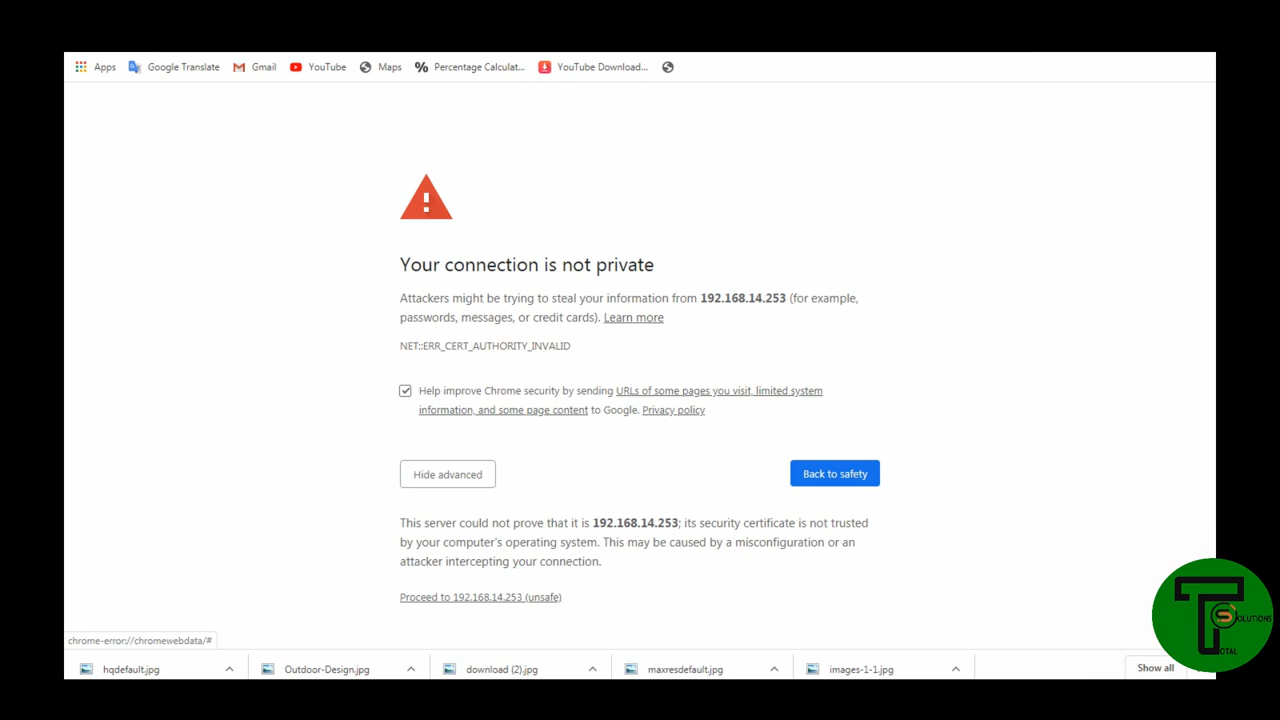 Apps Google Translate Gmail YouTube Maps Percentage Calculat... YouTube Download...
Your connection is not private
Attackers might be trying to steal your information from 192.168.14.253 (for example,
passwords, messages, or credit cards). Learn more
NET::ERR_CERT_AUTHORITY_INVALID
Help improve Chrome security by sending URLs of some pages you visit, limited system
information, and some page content to Google. Privacy policy
Hide advanced Back to safety
This server could not prove that it is 192.168.14.253; its security certificate is not trusted
by your computer's operating system. This may be caused by a misconfiguration or an
attacker intercepting your connection.
Proceed to 192.168.14.253 (unsafe)
chrome-error://chromewebdata/#
hqdefault.jpg Outdoor-Design.jpg download (2).jpg maxresdefault.jpg images-1-1.jpg Show all
SOLUTIONS
TOTAL